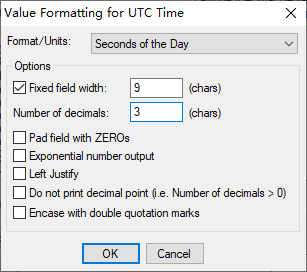 Value Formatting for UTC Time
Format/Units: Seconds of the Day
Options
Fixed field width: 9 (chars)
Number of decimals: 3 (chars)
Pad field with ZEROs
Exponential number output
Left Justify
Do not print decimal point (i.e. Number of decimals > 0)
Encase with double quotation marks
OK Cancel